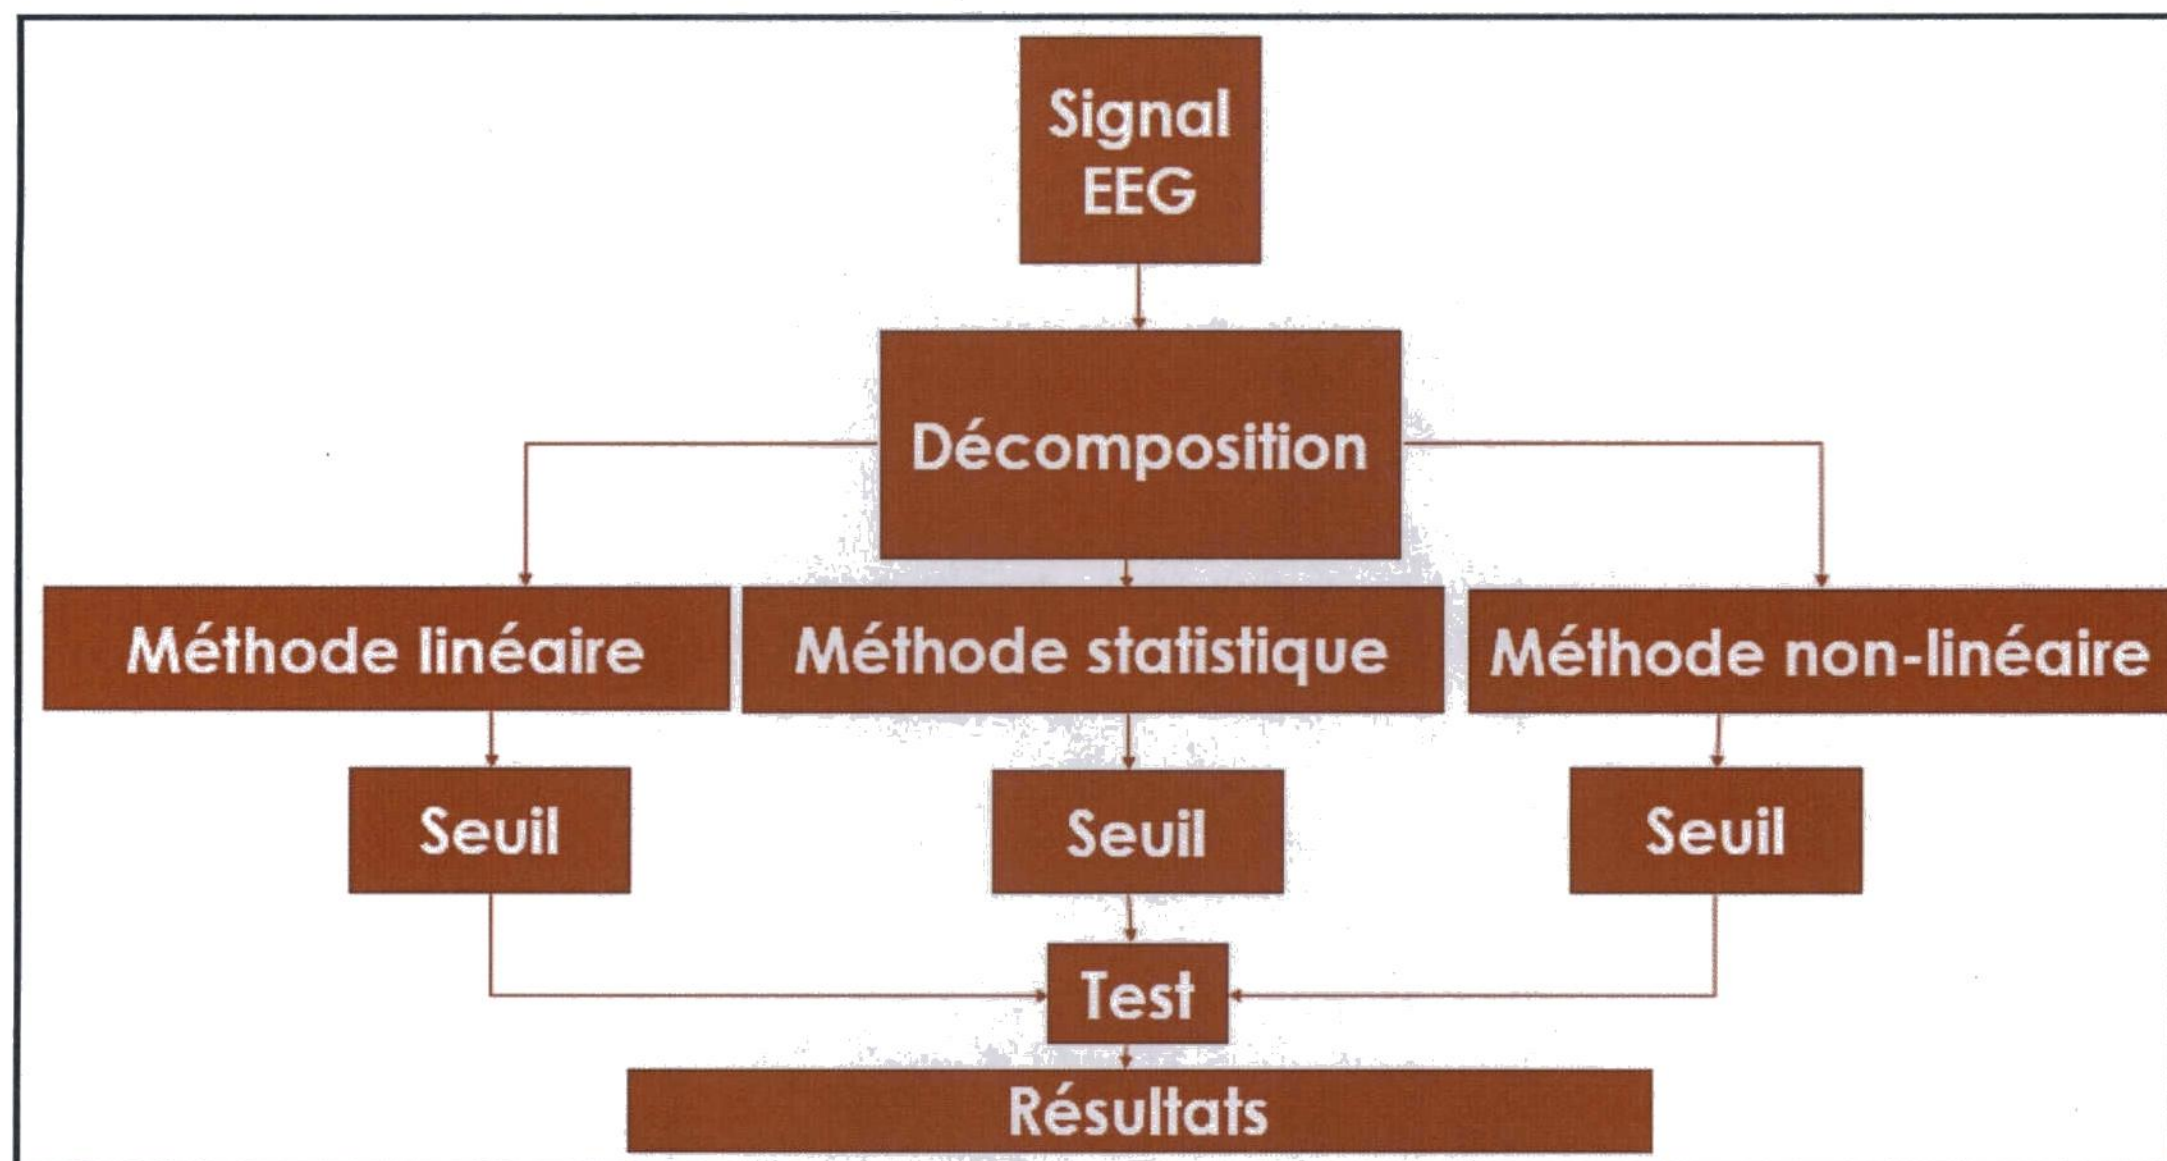 Signal
EEG
Décomposition
Méthode linéaire
Méthode statistique
Méthode non-linéaire
Seuil
Seuil
Seuil
Test
Résultats